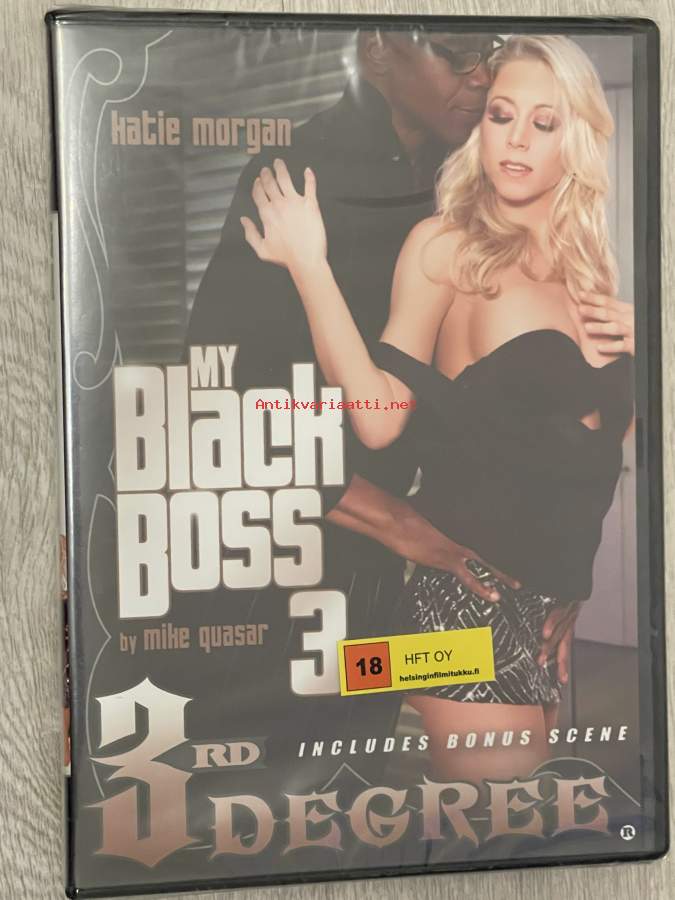 katie morgan
MY
Black
Antikvariaatti.net
BOSS
3
by mike quasar
18
HFT OY
helsinginfilmitukku.fi
INCLUDES BONUS SCENE
3RD
DEGREE
R